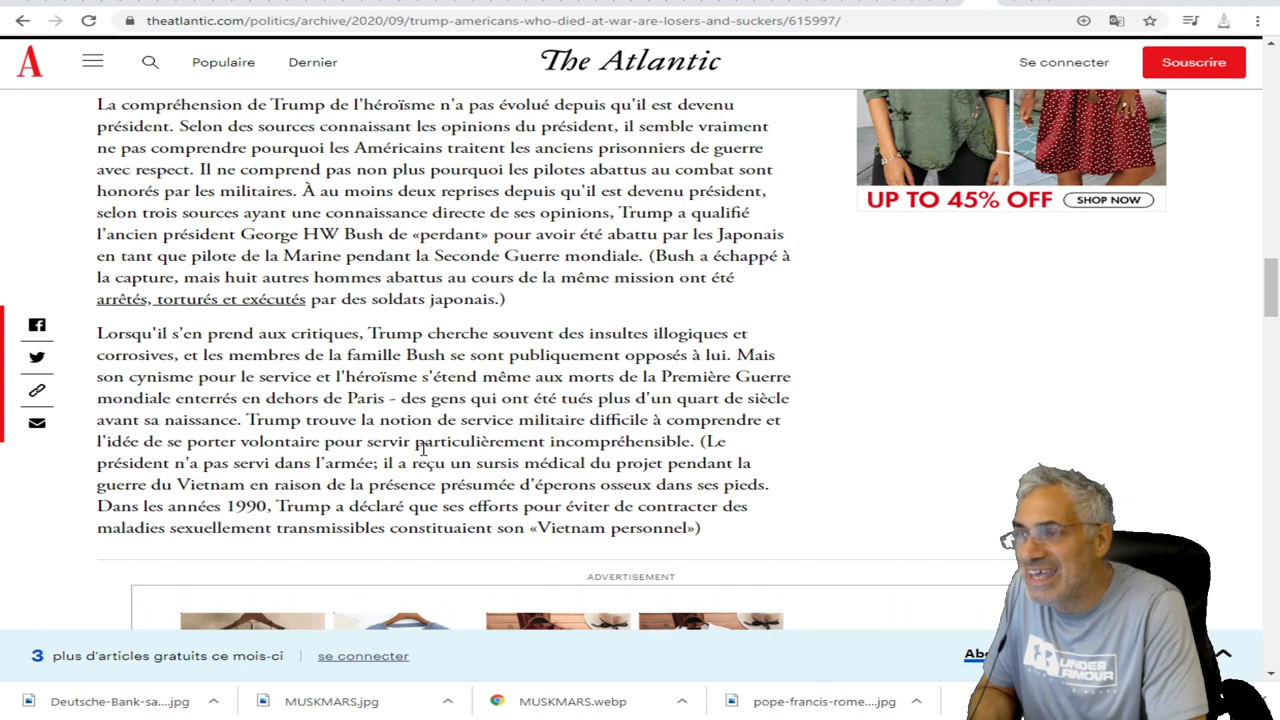 theatlantic.com/politics/archive/2020/09/trump-americans-who-died-at-war-are-losers-and-suckers/615997/
A
Populaire
Dernier
The Atlantic
Se connecter
Souscrire
La compréhension de Trump de l'héroïsme n'a pas évolué depuis qu'il est devenu
président. Selon des sources connaissant les opinions du président, il semble vraiment
ne pas comprendre pourquoi les Américains traitent les anciens prisonniers de guerre
avec respect. Il ne comprend pas non plus pourquoi les pilotes abattus au combat sont
honorés par les militaires. À au moins deux reprises depuis qu'il est devenu président,
selon trois sources ayant une connaissance directe de ses opinions, Trump a qualifié
l'ancien président George HW Bush de «perdant» pour avoir été abattu par les Japonais
en tant que pilote de la Marine pendant la Seconde Guerre mondiale. (Bush a échappé à
la capture, mais huit autres hommes abattus au cours de la même mission ont été
arrêtés, torturés et exécutés par des soldats japonais.)
UP TO 45% OFF
SHOP NOW
Lorsqu'il s'en prend aux critiques, Trump cherche souvent des insultes illogiques et
corrosives, et les membres de la famille Bush se sont publiquement opposés à lui. Mais
son cynisme pour le service et l'héroïsme s'étend même aux morts de la Première Guerre
mondiale enterrés en dehors de Paris - des gens qui ont été tués plus d'un quart de siècle
avant sa naissance. Trump trouve la notion de service militaire difficile à comprendre et
l'idée de se porter volontaire pour servir particulièrement incompréhensible. (Le
président n'a pas servi dans l'armée; il a reçu un sursis médical du projet pendant la
guerre du Vietnam en raison de la présence présumée d'éperons osseux dans ses pieds.
Dans les années 1990, Trump a déclaré que ses efforts pour éviter de contracter des
maladies sexuellement transmissibles constituaient son «Vietnam personnel»)
ADVERTISEMENT
3 plus d'articles gratuits ce mois-ci
se connecter
UNDER
ARMOUR
Deutsche-Bank-sa....jpg
MUSKMARS.jpg
MUSKMARS.webp
pope-francis-rome....jpg